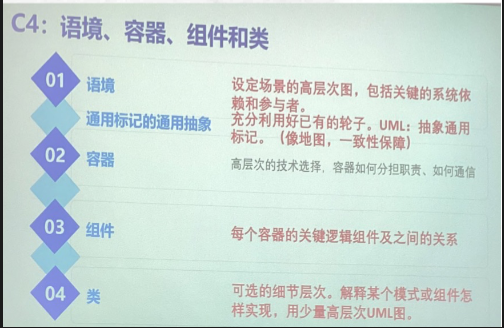 C4：语境、容器、组件和类
01
语境
设定场景的高层次图，包括关键的系统依
赖和参与者。
通用标记的通用抽象
充分利用好已有的轮子。UML：抽象通用
标记。（像地图，一致性保障）
02
容器
高层次的技术选择，容器如何分担职责、如何通信
03
组件
每个容器的关键逻辑组件及之间的关系
04
类
可选的细节层次。解释某个模式或组件怎
样实现，用少量高层次UML图。